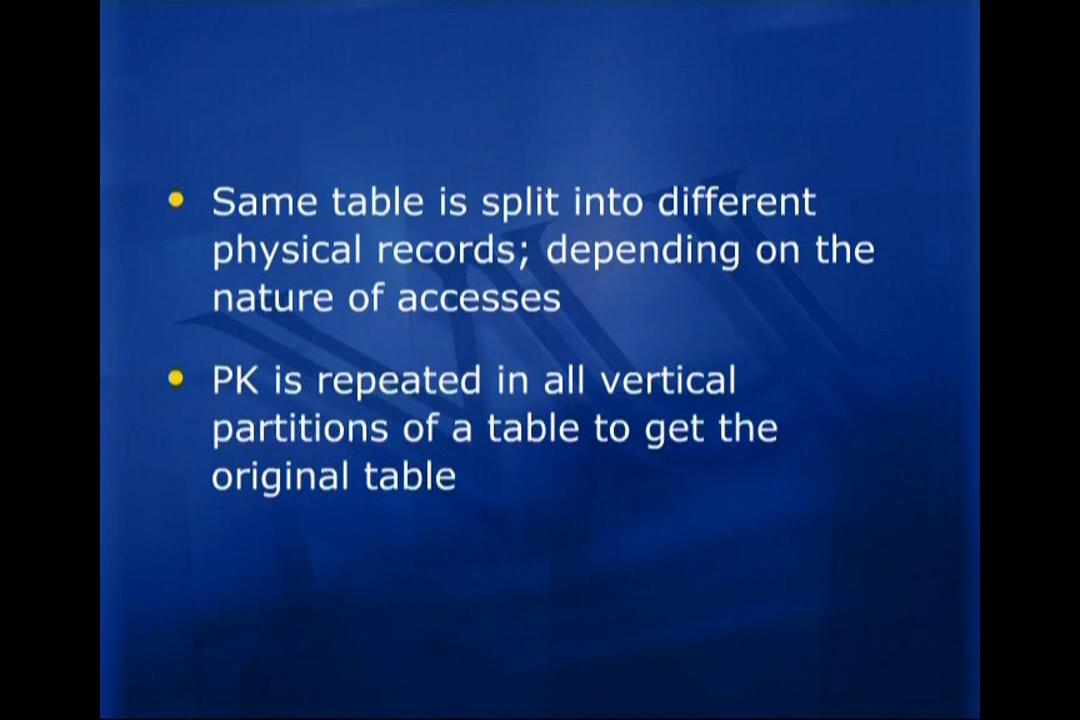 Same table is split into different
physical records; depending on the
nature of accesses
PK is repeated in all vertical
partitions of a table to get the
original table